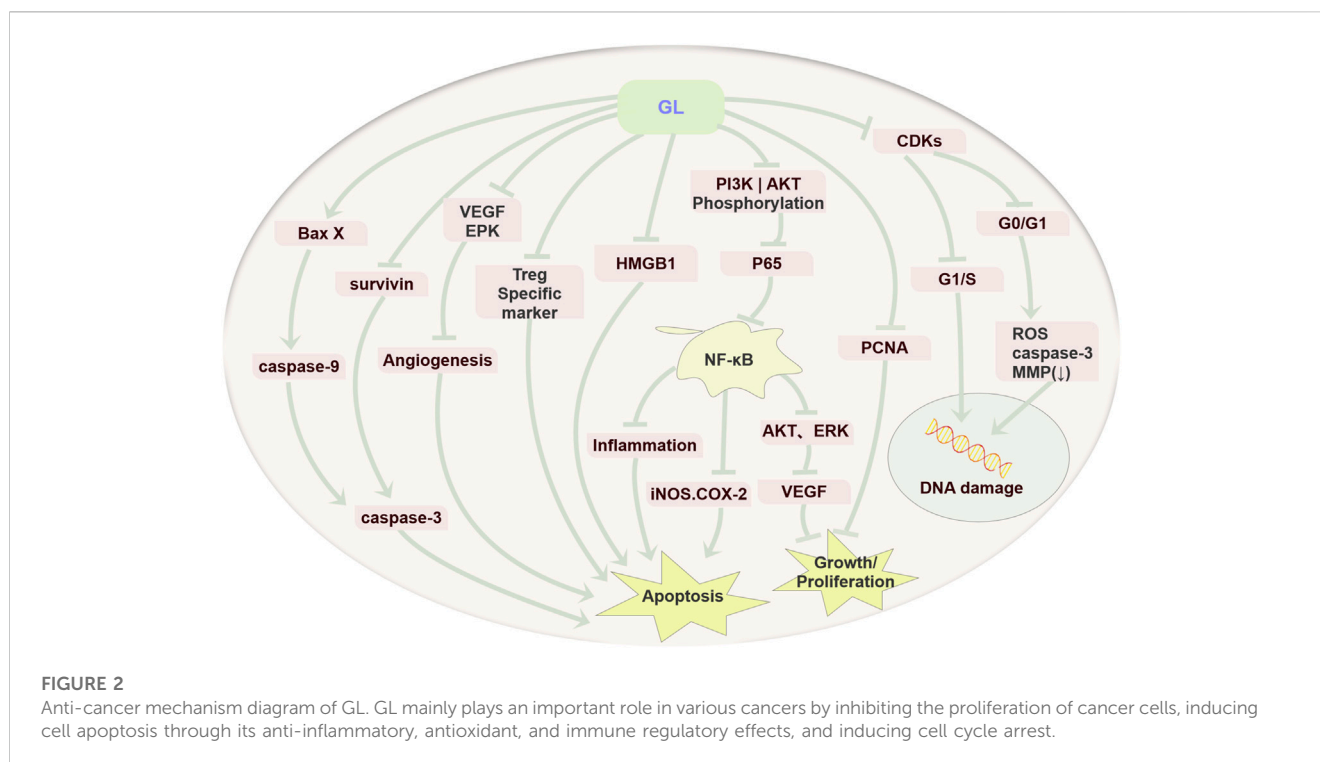 GL
CDKs
PI3K | AKT
Phosphorylation
VEGF
EPK
G0/G1
Bax X
HMGB1
P65
survivin
Treg
Specific
marker
G1/S
ROS
caspase-3
MMP(↓)
PCNA
NF-κB
caspase-9
Angiogenesis
AKT、ERK
Inflammation
iNOS.COX-2
VEGF
DNA damage
caspase-3
Growth/
Proliferation
Apoptosis
FIGURE 2
Anti-cancer mechanism diagram of GL. GL mainly plays an important role in various cancers by inhibiting the proliferation of cancer cells, inducing
cell apoptosis through its anti-inflammatory, antioxidant, and immune regulatory effects, and inducing cell cycle arrest.